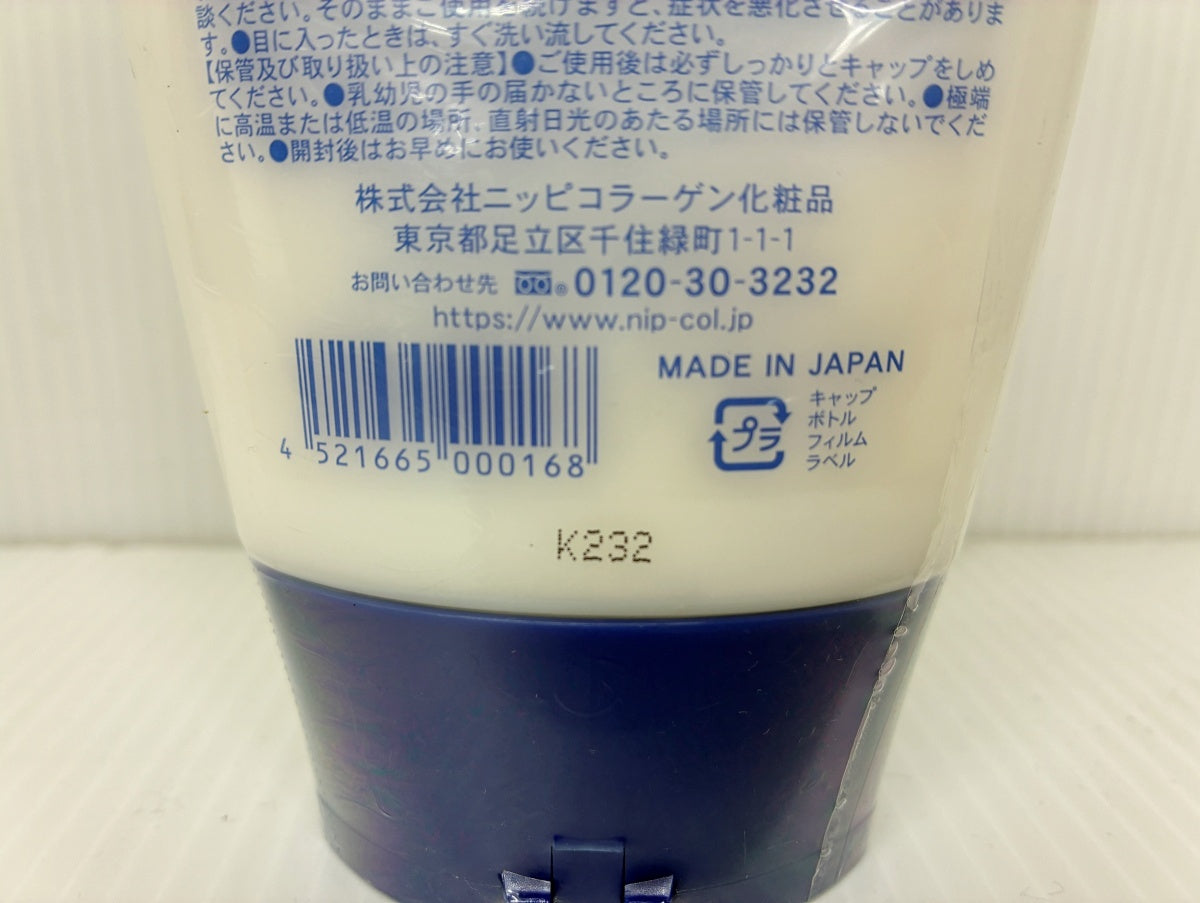 談ください。そのままご使用を続けますと、症状を悪化させることがありま
す。●目に入ったときは、すぐ洗い流してください。
【保管及び取り扱い上の注意】●ご使用後は必ずしっかりとキャップをしめ
てください。●乳幼児の手の届かないところに保管してください。●極端
に高温または低温の場所、直射日光のあたる場所には保管しないでくだ
さい。●開封後はお早めにお使いください。
株式会社ニッピコラーゲン化粧品
東京都足立区千住緑町1-1-1
お問い合わせ先 0120-30-3232
https://www.nip-col.jp
MADE IN JAPAN
プラ
キャップ
ボトル
フィルム
ラベル
4 521665 000168
K232